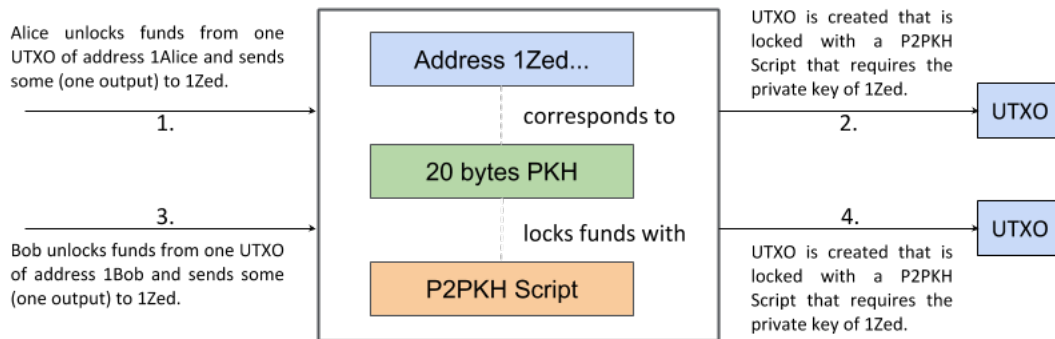 Alice unlocks funds from one
UTXO of address 1Alice and sends
some (one output) to 1Zed.
1.
3.
Bob unlocks funds from one UTXO
of address 1Bob and sends some
(one output) to 1Zed.
Address 1Zed...
corresponds to
20 bytes PKH
locks funds with
P2PKH Script
UTXO is created that is
locked with a P2PKH
Script that requires the
private key of 1Zed.
2.
UTXO
4.
UTXO
UTXO is created that is
locked with a P2PKH
Script that requires the
private key of 1Zed.